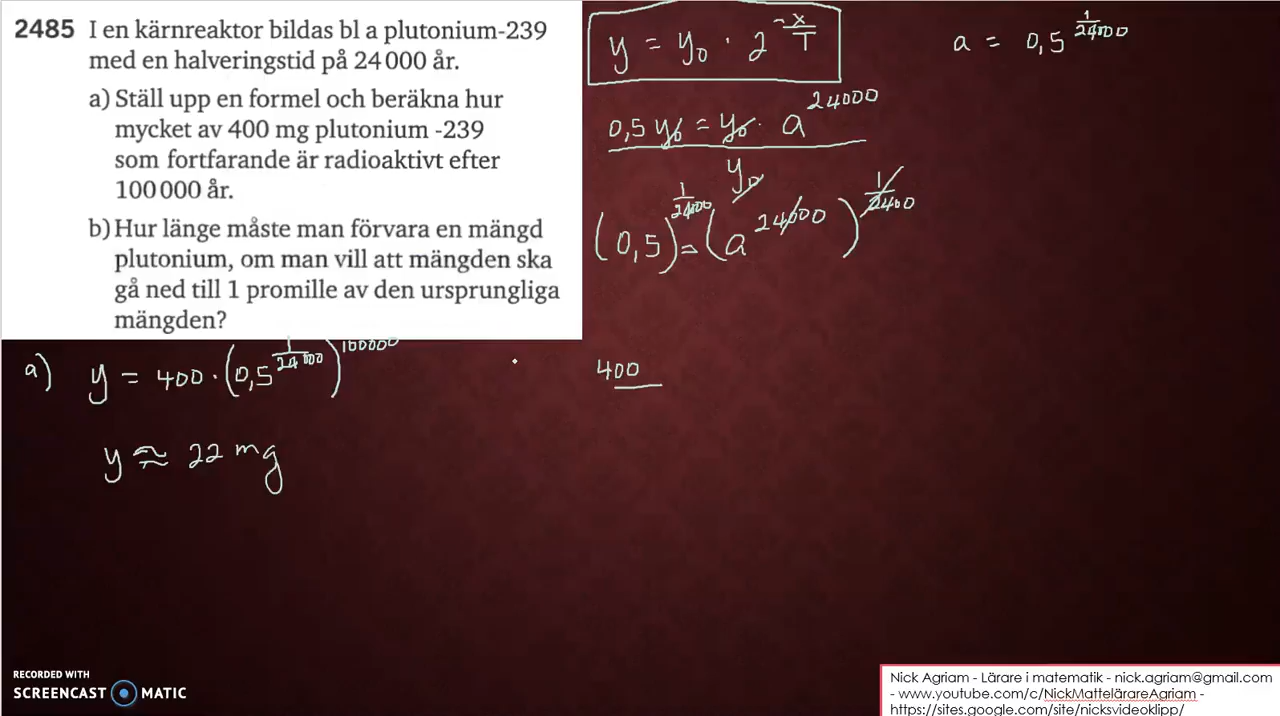 2485 I en kärnreaktor bildas bl a plutonium-239
med en halveringstid på 24 000 år.
a) Ställ upp en formel och beräkna hur
mycket av 400 mg plutonium -239
som fortfarande är radioaktivt efter
100 000 år.
b) Hur länge måste man förvara en mängd
plutonium, om man vill att mängden ska
gå ned till 1 promille av den ursprungliga
mängden?
y = y₀ · 2^(-x/T)
a = 0,5^(1/24000)
0,5 y₀ = y₀ · a^24000
y₀
(0,5)^(1/2400) = (a^24000)^(1/2400)
a) y = 400 · (0,5^(1/24000))^100000
400
y ≈ 22 mg
RECORDED WITH
SCREENCAST MATIC
Nick Agriam - Lärare i matematik - nick.agriam@gmail.com
- www.youtube.com/c/NickMattelärareAgriam -
https://sites.google.com/site/nicksvideoklipp/